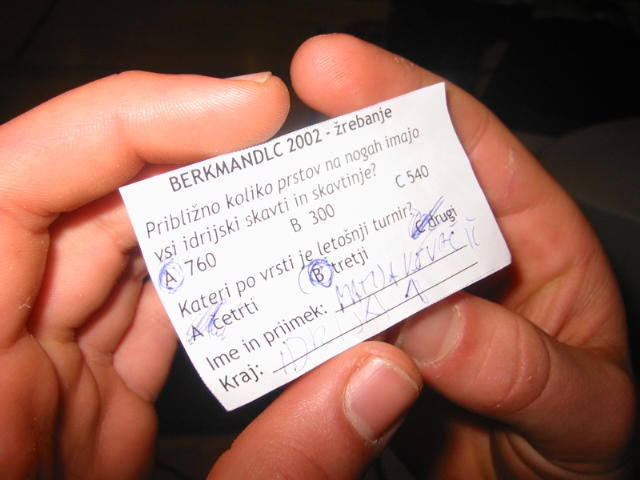 BERKMANDLC 2002 - žrebanje
Približno koliko prstov na nogah imajo
vsi idrijski skavti in skavtinje?
A 760 B 300 C 540
Kateri po vrsti je letošnji turnir?
A četrti B tretji C drugi
Ime in priimek:
Kraj: IDRIJA